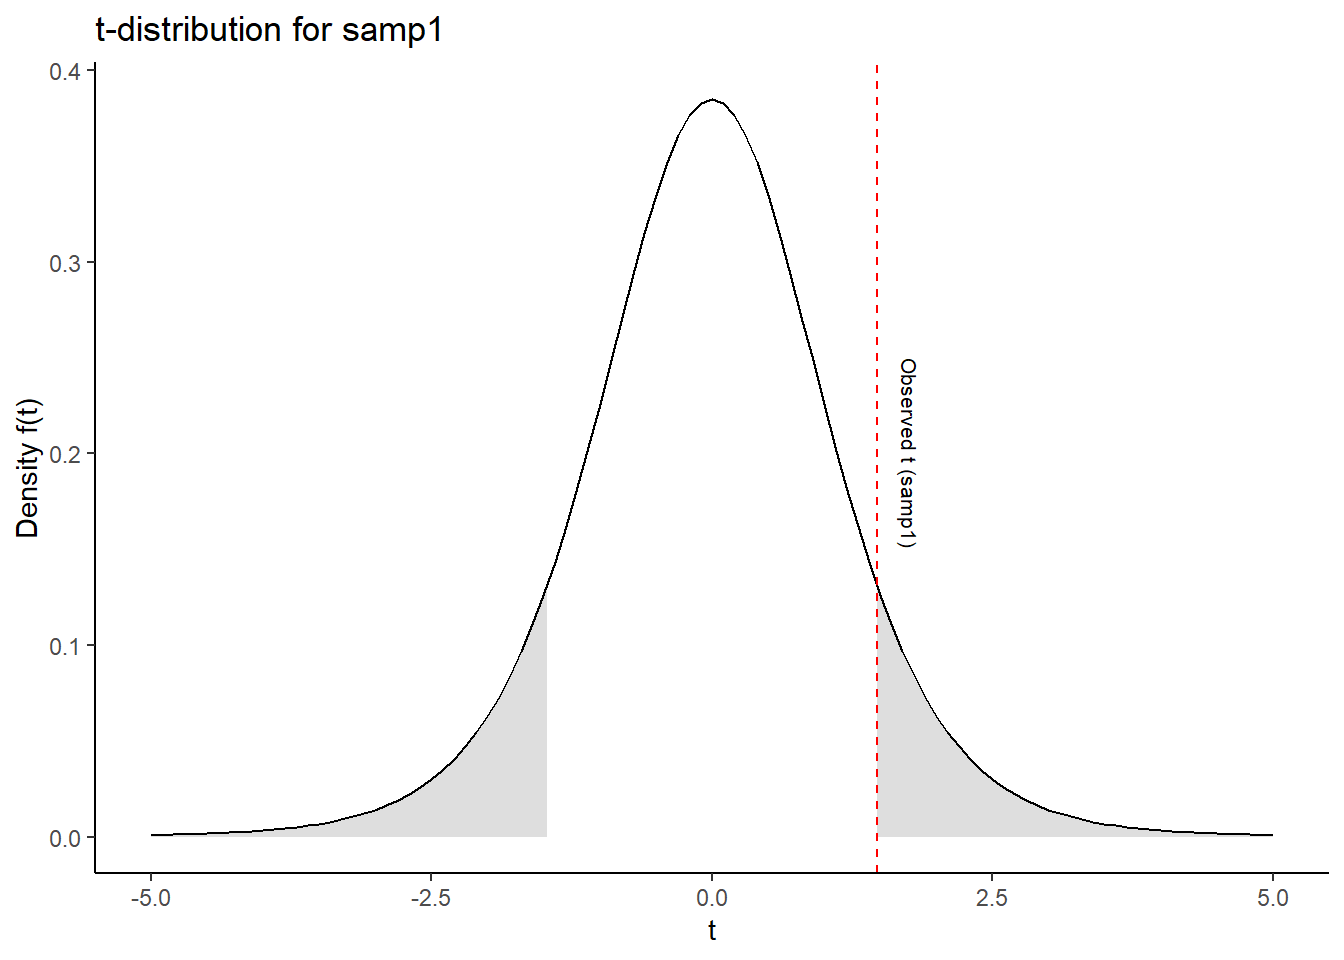 t-distribution for samp1
0.4
0.3
0.2
0.1
0.0
Density f(t)
Observed t (samp1)
-5.0
-2.5
0.0
2.5
5.0
t